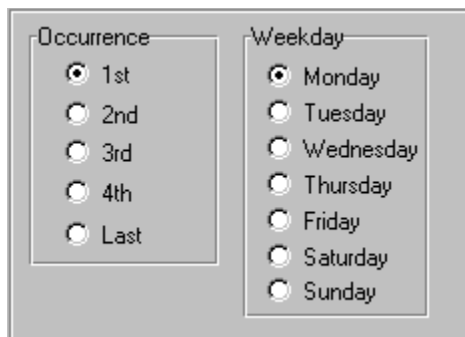 Occurrence
1st
2nd
3rd
4th
Last
Weekday
Monday
Tuesday
Wednesday
Thursday
Friday
Saturday
Sunday